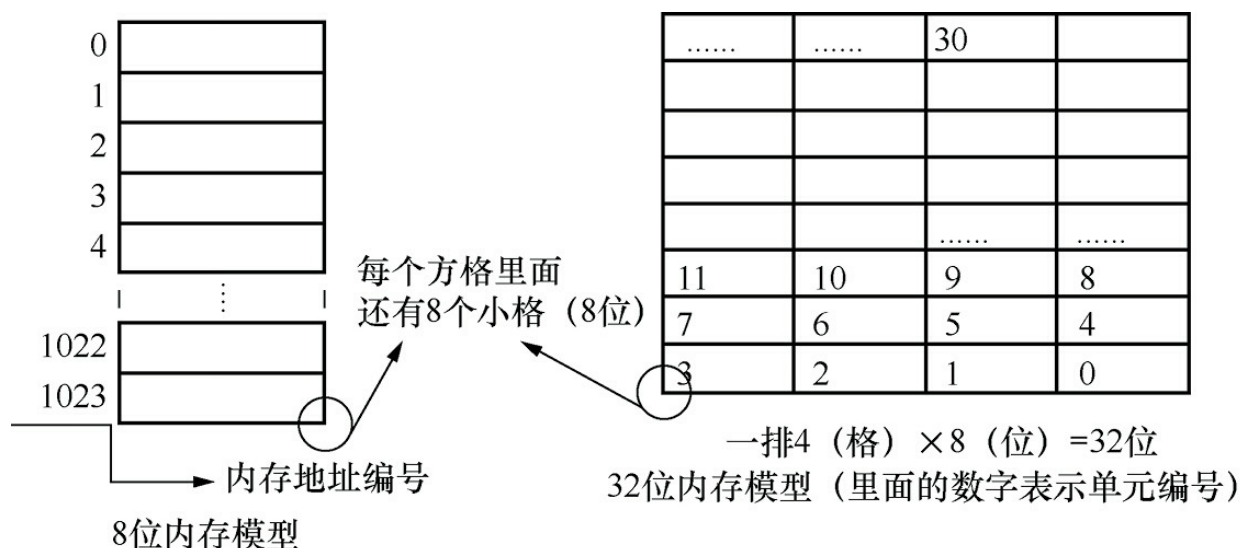 0
1
2
3
4
⋮
1022
1023
内存地址编号
8位内存模型
每个方格里面
还有8个小格（8位）
…… …… 30
…… ……
11 10 9 8
7 6 5 4
3 2 1 0
一排4（格）×8（位）=32位
32位内存模型（里面的数字表示单元编号）